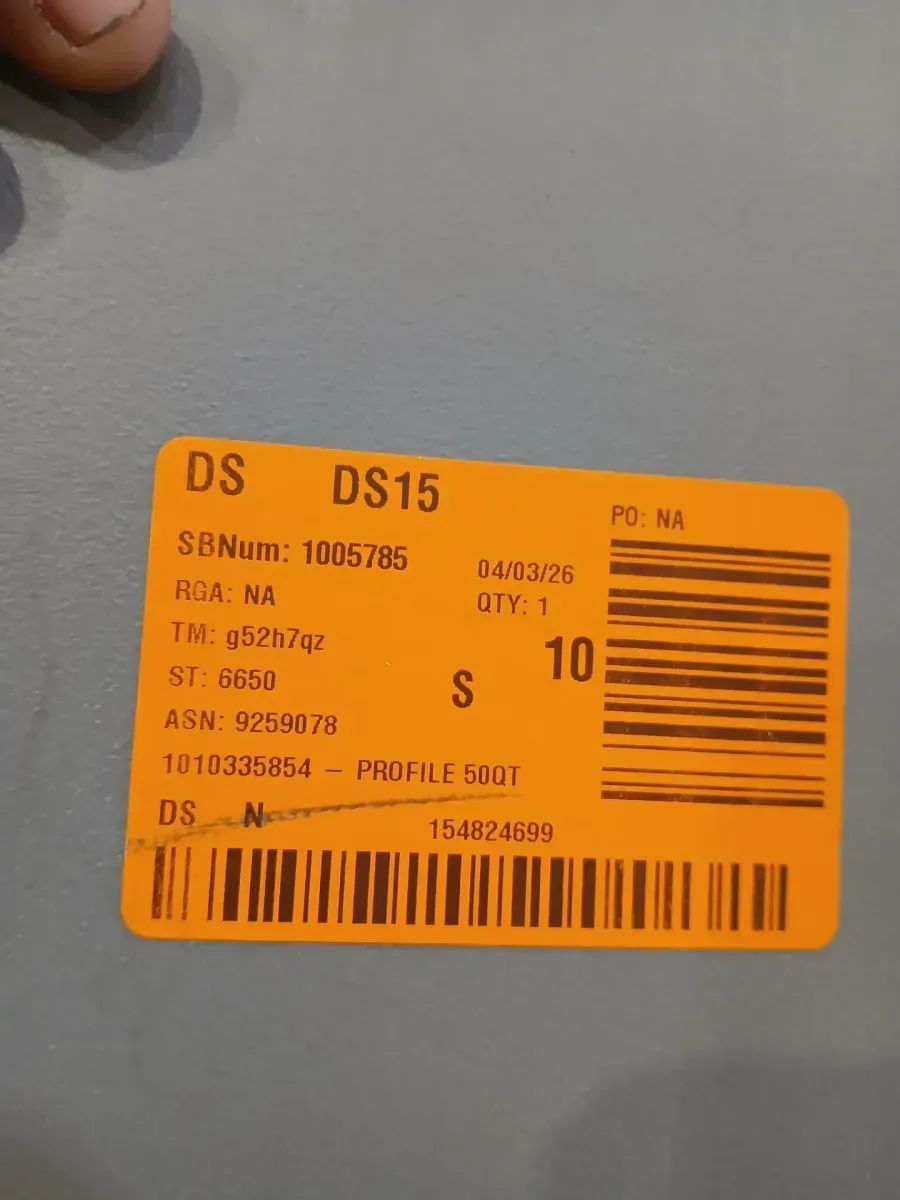 DS DS15
PO: NA
SBNum: 1005785
04/03/26
RGA: NA
QTY: 1
TM: g52h7qz
10
ST: 6650
S
ASN: 9259078
1010335854 – PROFILE 50QT
DS N
154824699